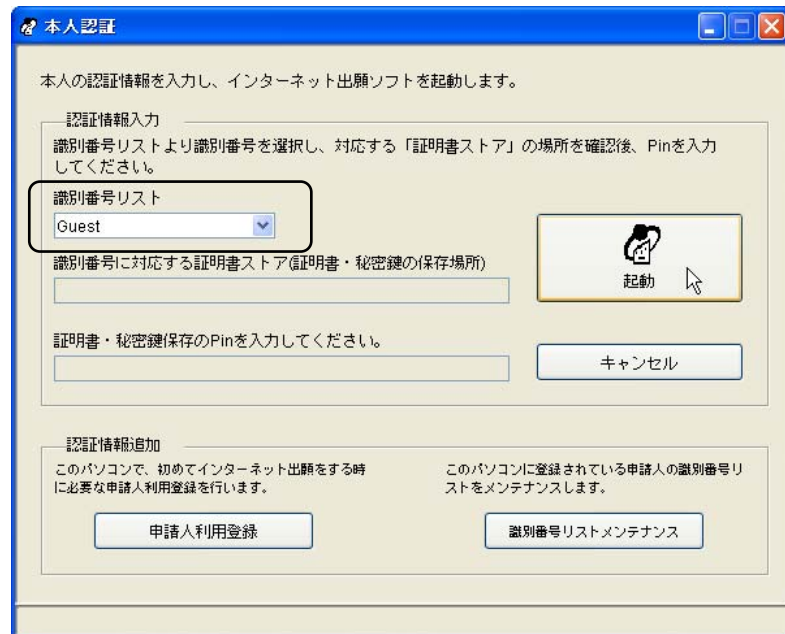 本人認証
本人の認証情報を入力し、インターネット出願ソフトを起動します。
認証情報入力
識別番号リストより識別番号を選択し、対応する「証明書ストア」の場所を確認後、Pinを入力
してください。
識別番号リスト
Guest
識別番号に対応する証明書ストア(証明書・秘密鍵の保存場所)
起動
証明書・秘密鍵保存のPinを入力してください。
キャンセル
認証情報追加
このパソコンで、初めてインターネット出願をする時
に必要な申請人利用登録を行います。
申請人利用登録
このパソコンに登録されている申請人の識別番号リ
ストをメンテナンスします。
識別番号リストメンテナンス